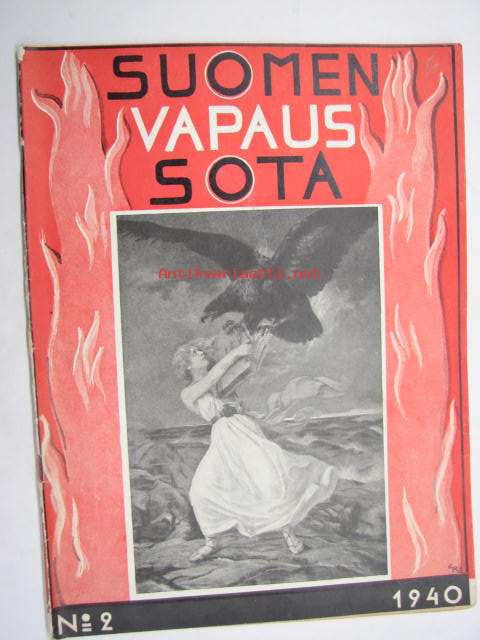 SUOMEN
VAPAUS
SOTA
Antikvariaatti.net
No 2 1940